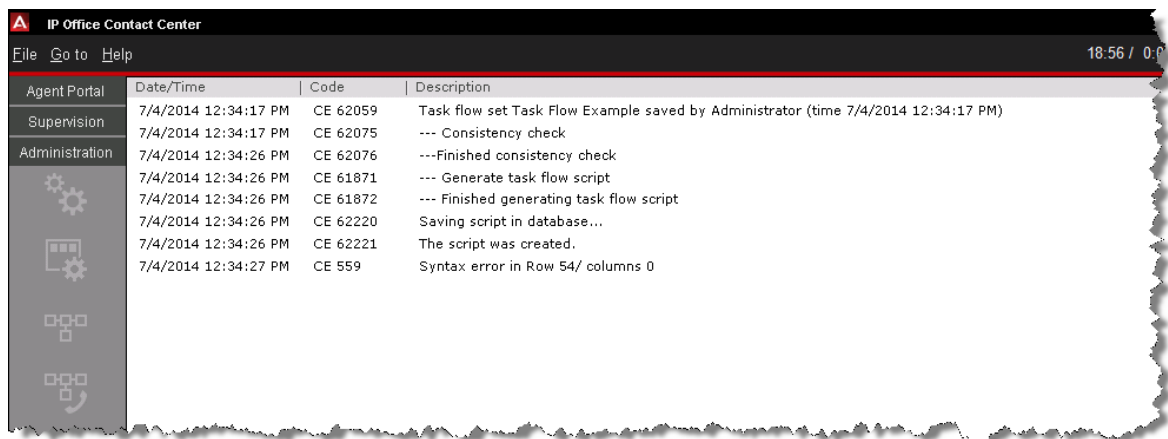 IP Office Contact Center
File Go to Help
18:56 /
Agent Portal
Supervision
Administration
Date/Time | Code | Description
7/4/2014 12:34:17 PM CE 62059 Task flow set Task Flow Example saved by Administrator (time 7/4/2014 12:34:17 PM)
7/4/2014 12:34:17 PM CE 62075 --- Consistency check
7/4/2014 12:34:26 PM CE 62076 ---Finished consistency check
7/4/2014 12:34:26 PM CE 61871 --- Generate task flow script
7/4/2014 12:34:26 PM CE 61872 --- Finished generating task flow script
7/4/2014 12:34:26 PM CE 62220 Saving script in database...
7/4/2014 12:34:26 PM CE 62221 The script was created.
7/4/2014 12:34:27 PM CE 559 Syntax error in Row 54/ columns 0